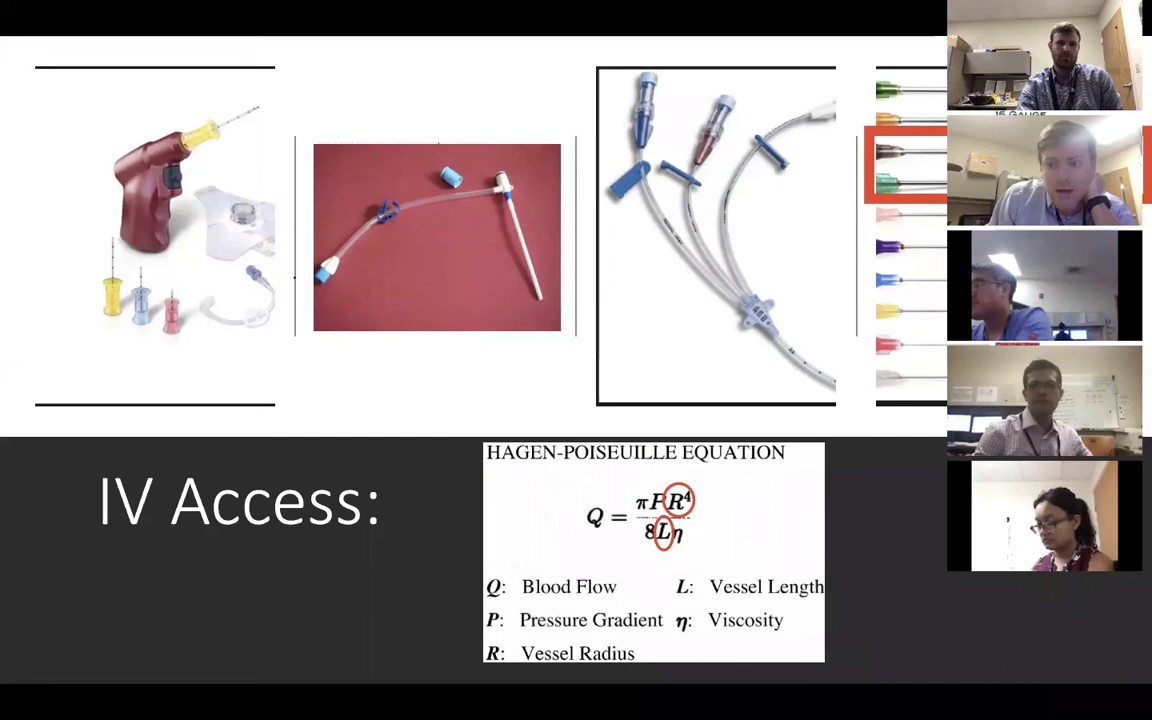 15 GAUGE
IV Access:
HAGEN-POISEUILLE EQUATION
Q = πPR⁴
8Lη
Q: Blood Flow L: Vessel Length
P: Pressure Gradient η: Viscosity
R: Vessel Radius